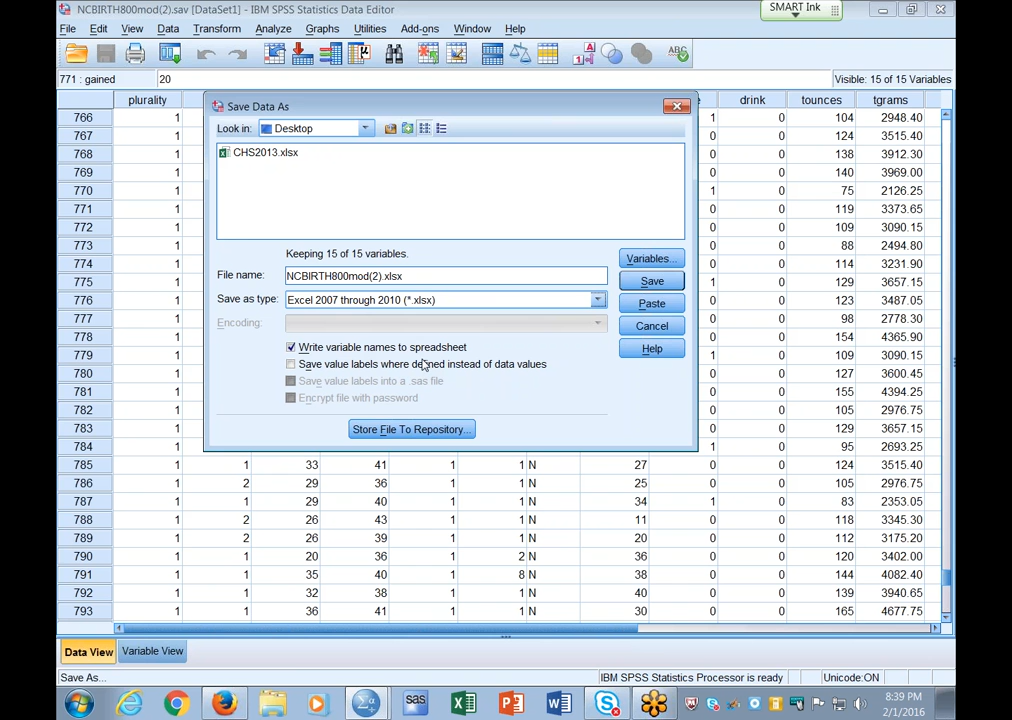 NCBIRTH800mod(2).sav [DataSet1] - IBM SPSS Statistics Data Editor
SMART Ink
File Edit View Data Transform Analyze Graphs Utilities Add-ons Window Help
771 : gained 20 Visible: 15 of 15 Variables
plurality drink tounces tgrams
Save Data As
Look in: Desktop
CHS2013.xlsx
Keeping 15 of 15 variables.
File name: NCBIRTH800mod(2).xlsx
Save as type: Excel 2007 through 2010 (*.xlsx)
Encoding:
Write variable names to spreadsheet
Save value labels where defined instead of data values
Save value labels into a .sas file
Encrypt file with password
Store File To Repository...
Variables...
Save
Paste
Cancel
Help
766 1 1 0 104 2948.40
767 1 0 0 124 3515.40
768 1 0 0 138 3912.30
769 1 0 0 140 3969.00
770 1 1 0 75 2126.25
771 1 0 0 119 3373.65
772 1 0 0 109 3090.15
773 1 0 0 88 2494.80
774 1 0 0 114 3231.90
775 1 1 0 129 3657.15
776 1 0 0 123 3487.05
777 1 0 0 98 2778.30
778 1 0 0 154 4365.90
779 1 1 0 109 3090.15
780 1 0 0 127 3600.45
781 1 0 0 155 4394.25
782 1 0 0 105 2976.75
783 1 0 0 129 3657.15
784 1 1 0 95 2693.25
785 1 1 33 41 1 1 N 27 0 0 124 3515.40
786 1 2 29 36 1 1 N 25 0 0 105 2976.75
787 1 1 29 40 1 1 N 34 1 0 83 2353.05
788 1 2 26 43 1 1 N 11 0 0 118 3345.30
789 1 2 26 39 1 1 N 20 0 0 112 3175.20
790 1 1 20 36 1 2 N 36 0 0 120 3402.00
791 1 1 35 40 1 8 N 38 0 0 144 4082.40
792 1 1 32 38 1 1 N 40 0 0 139 3940.65
793 1 1 36 41 1 1 N 30 0 0 165 4677.75
Data View Variable View
Save As... IBM SPSS Statistics Processor is ready Unicode:ON
8:39 PM
2/1/2016